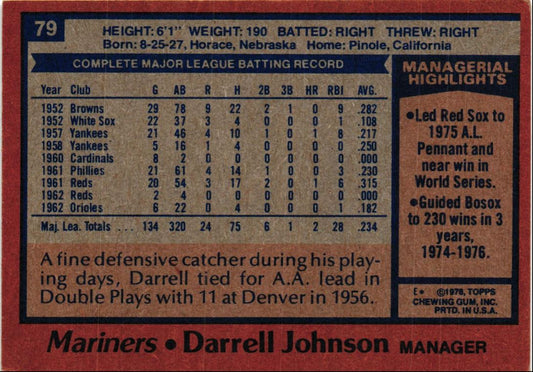 79
HEIGHT: 6'1" WEIGHT: 190 BATTED: RIGHT THREW: RIGHT
Born: 8-25-27, Horace, Nebraska Home: Pinole, California
COMPLETE MAJOR LEAGUE BATTING RECORD
Year Club G AB R H 2B 3B HR RBI AVG.
1952 Browns 29 78 9 22 2 1 0 9 .282
1952 White Sox 22 37 3 4 0 0 0 1 .108
1957 Yankees 21 46 4 10 1 0 1 8 .217
1958 Yankees 5 16 1 4 0 0 0 0 .250
1960 Cardinals 8 2 0 0 0 0 0 0 .000
1961 Phillies 21 61 4 14 1 0 0 3 .230
1961 Reds 20 54 3 17 2 0 1 6 .315
1962 Reds 2 4 0 0 0 0 0 0 .000
1962 Orioles 6 22 0 4 0 0 0 1 .182
Maj. Lea. Totals .... 134 320 24 75 6 1 2 28 .234
A fine defensive catcher during his play-
ing days, Darrell tied for A.A. lead in
Double Plays with 11 at Denver in 1956.
MANAGERIAL
HIGHLIGHTS
•Led Red Sox to
1975 A.L.
Pennant and
near win in
World Series.
•Guided Bosox
to 230 wins in 3
years,
1974-1976.
E* ©1978, TOPPS
CHEWING GUM, INC.
PRTD. IN U.S.A.
Mariners • Darrell Johnson MANAGER